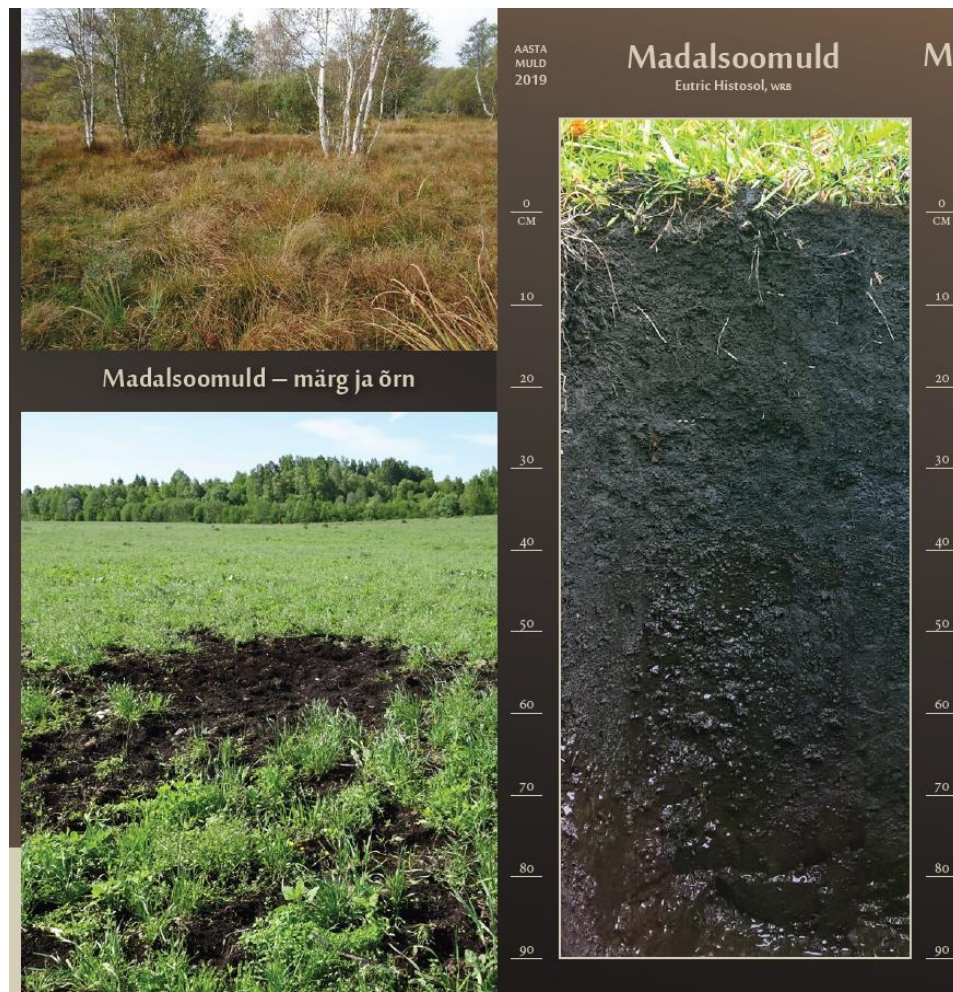 Madalsoomuld – märg ja õrn
AASTA
MULD
2019
Madalsoomuld
Eutric Histosol, WRB
0
CM
10
20
30
40
50
60
70
80
90
M
0
CM
10
20
30
40
50
60
70
80
90